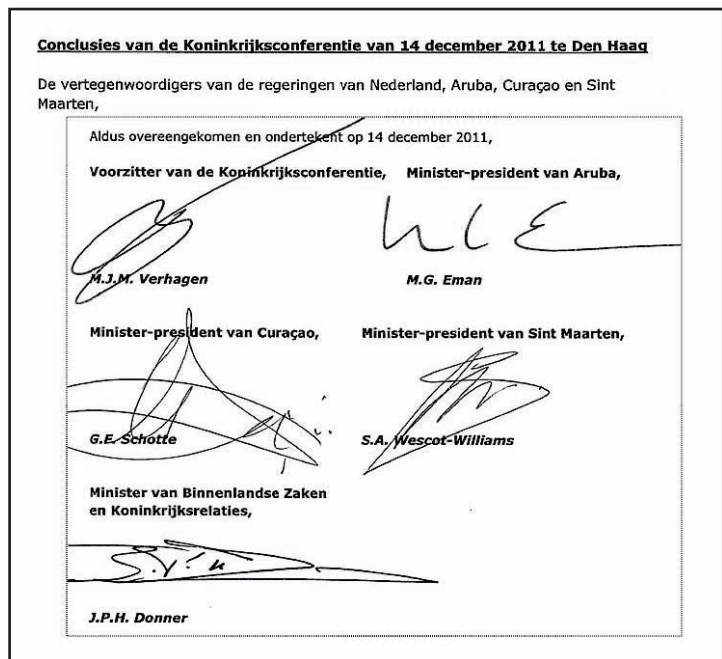 Conclusies van de Koninkrijksconferentie van 14 december 2011 te Den Haag
De vertegenwoordigers van de regeringen van Nederland, Aruba, Curaçao en Sint
Maarten,
Aldus overeengekomen en ondertekent op 14 december 2011,
Voorzitter van de Koninkrijksconferentie, Minister-president van Aruba,
M.J.M. Verhagen M.G. Eman
Minister-president van Curaçao, Minister-president van Sint Maarten,
G.E. Schotte S.A. Wescot-Williams
Minister van Binnenlandse Zaken
en Koninkrijksrelaties,
J.P.H. Donner